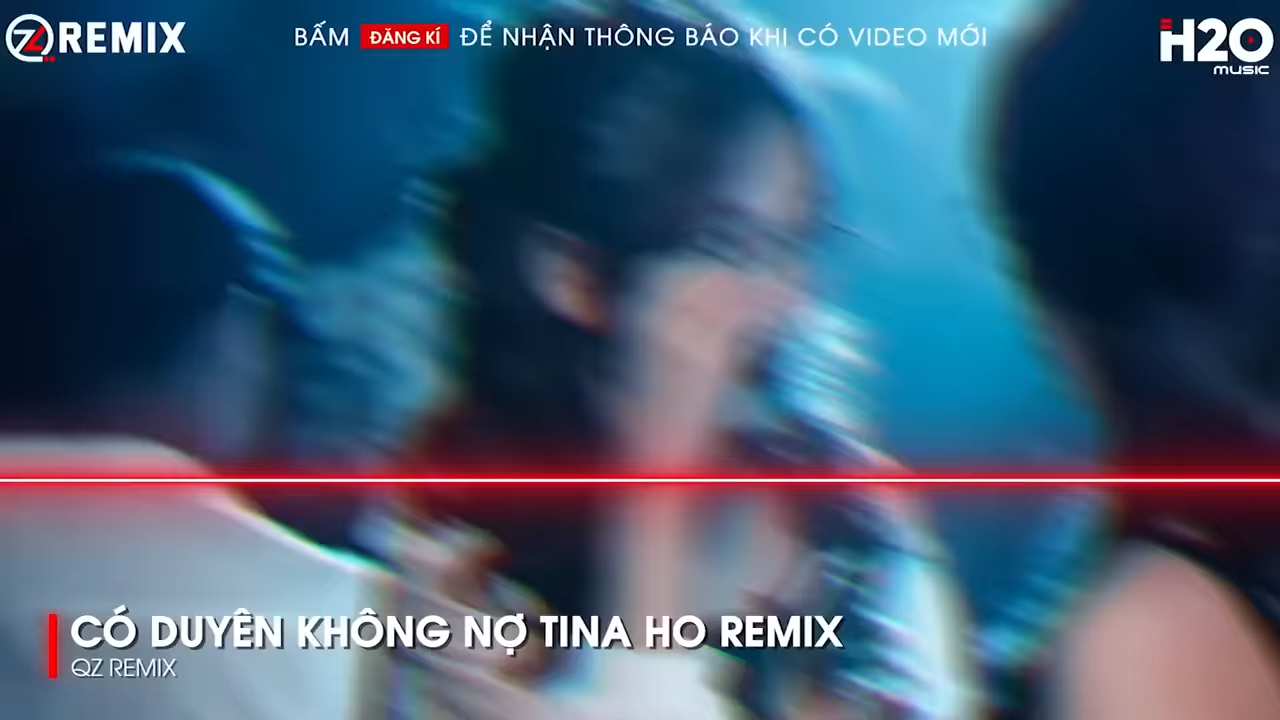 QZ REMIX
BẤM ĐĂNG KÍ ĐỂ NHẬN THÔNG BÁO KHI CÓ VIDEO MỚI
H2O
MUSIC
CÓ DUYÊN KHÔNG NỢ TINA HO REMIX
QZ REMIX